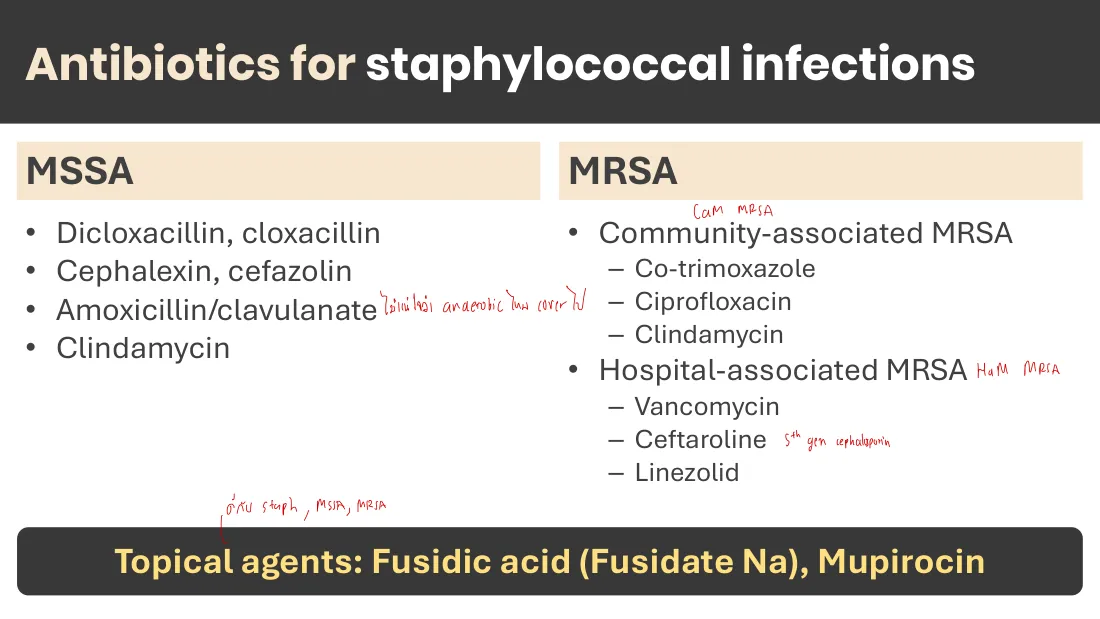 Antibiotics for staphylococcal infections
MSSA
• Dicloxacillin, cloxacillin
• Cephalexin, cefazolin
• Amoxicillin/clavulanate anaerobic cover
• Clindamycin
MRSA
CaM MRSA
• Community-associated MRSA
– Co-trimoxazole
– Ciprofloxacin
– Clindamycin
• Hospital-associated MRSA HaM MRSA
– Vancomycin
– Ceftaroline 5th gen cephalosporin
– Linezolid
staph, MSSA, MRSA
Topical agents: Fusidic acid (Fusidate Na), Mupirocin